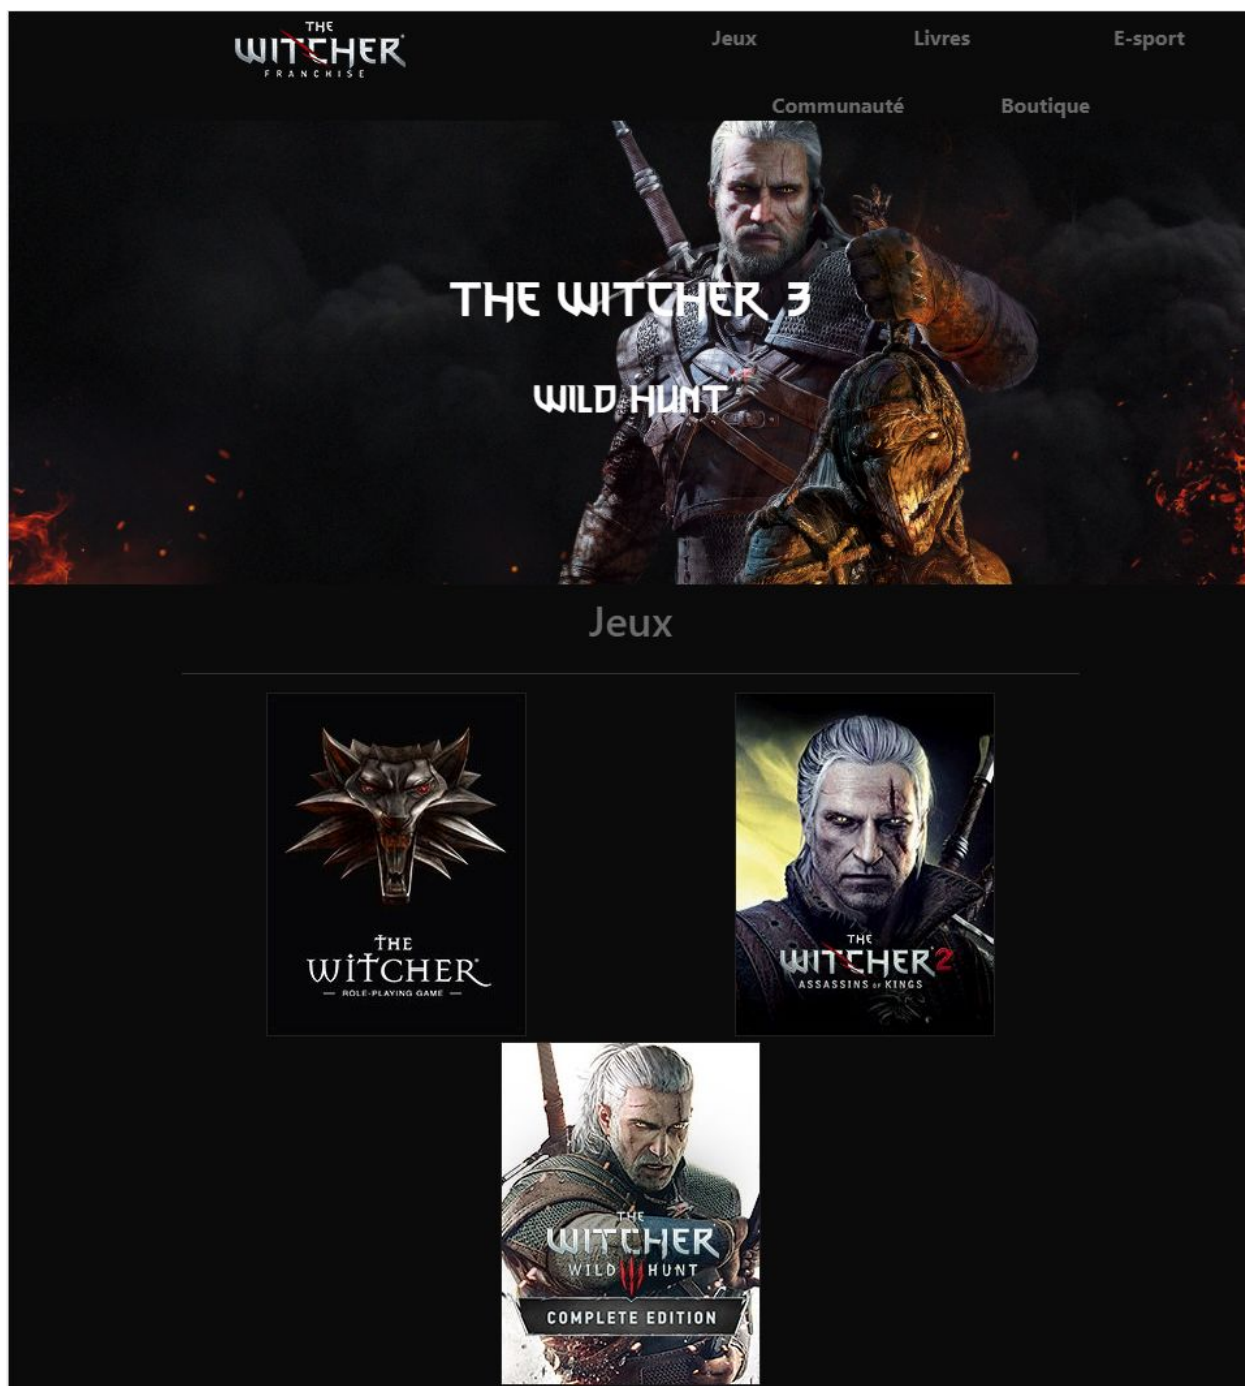 THE
WITCHER
FRANCHISE
Jeux Livres E-sport
Communauté Boutique
THE WITCHER 3
WILD HUNT
Jeux
THE
WITCHER
ROLE-PLAYING GAME
THE
WITCHER 2
ASSASSINS OF KINGS
THE
WITCHER
WILD III HUNT
COMPLETE EDITION